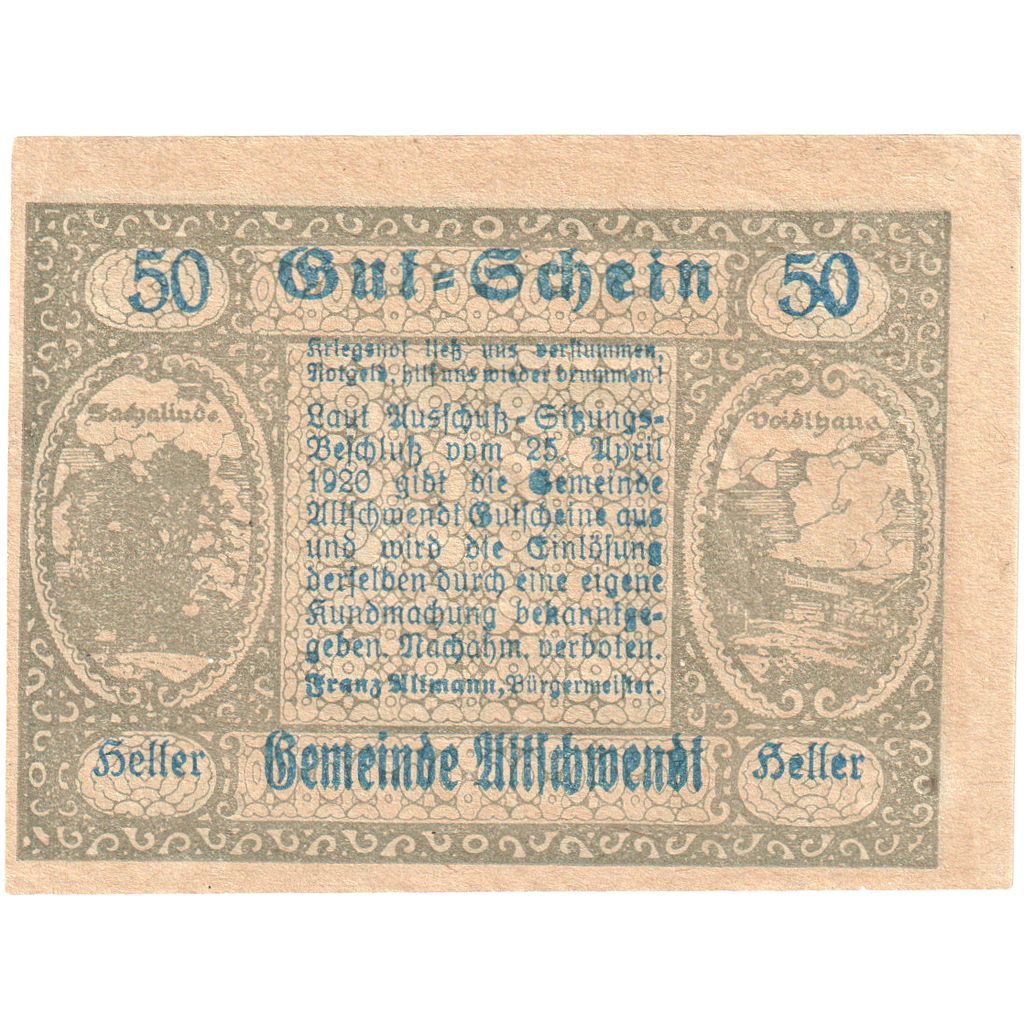 50 Gut-Schein 50
Kriegsnot ließ uns verstummen,
Notgeld, hilf uns wieder brummen!
Laut Ausschuß-Sitzungs-
Beschluß vom 25. April
1920 gibt die Gemeinde
Altschwendt Gutscheine aus
und wird die Einlösung
derselben durch eine eigene
Kundmachung bekanntge-
geben. Nachahm. verboten.
Franz Altmann, Bürgermeister.
Sachalinde.
Voidlhaus.
Heller Gemeinde Altschwendt Heller